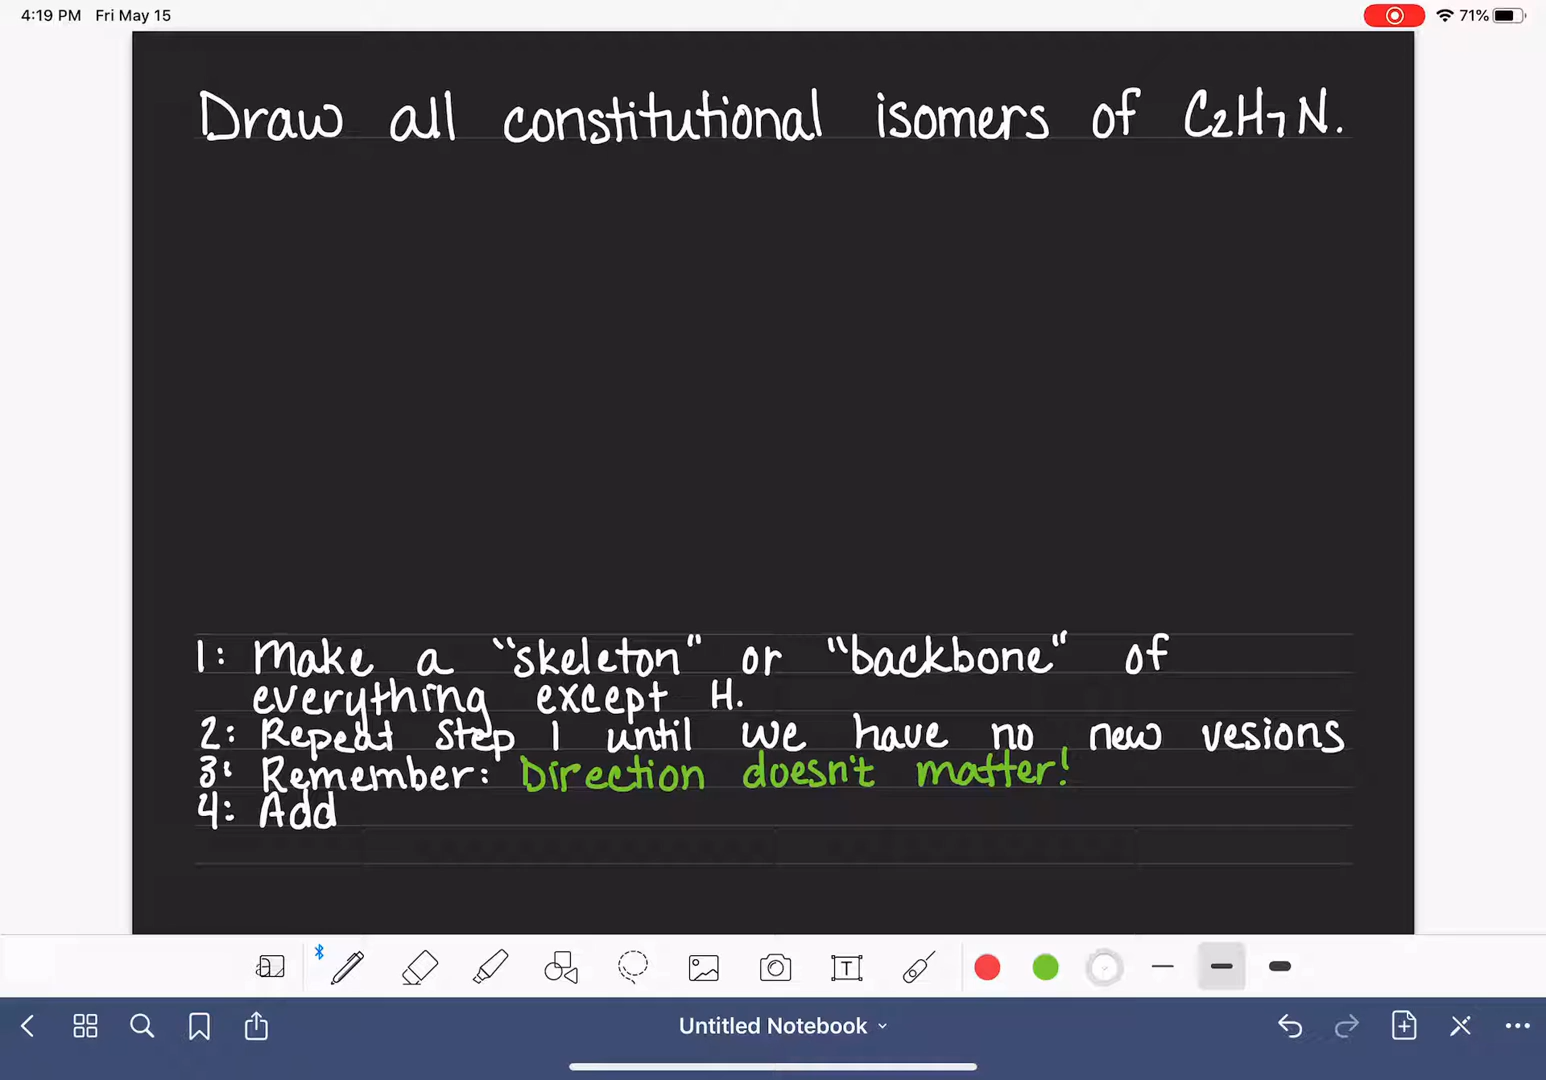 4:19 PM Fri May 15
71%
Draw all constitutional isomers of C2H7N.
1: Make a "skeleton" or "backbone" of
everything except H.
2: Repeat step 1 until we have no new vesions
3: Remember: Direction doesn't matter!
4: Add
T
Untitled Notebook